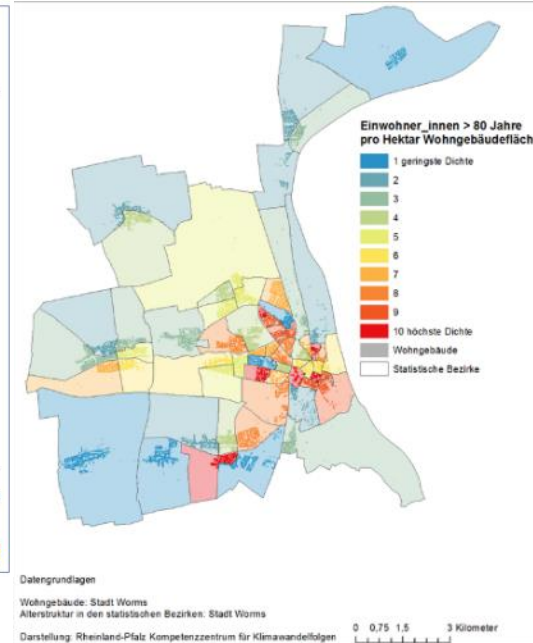 Einwohner_innen > 80 Jahre
pro Hektar Wohngebäudefläch
1 geringste Dichte
2
3
4
5
6
7
8
9
10 höchste Dichte
Wohngebäude
Statistische Bezirke
Datengrundlagen
Wohngebäude: Stadt Worms
Alterstruktur in den statistischen Bezirken: Stadt Worms
Darstellung: Rheinland-Pfalz Kompetenzzentrum für Klimawandelfolgen
0 0,75 1,5 3 Kilometer